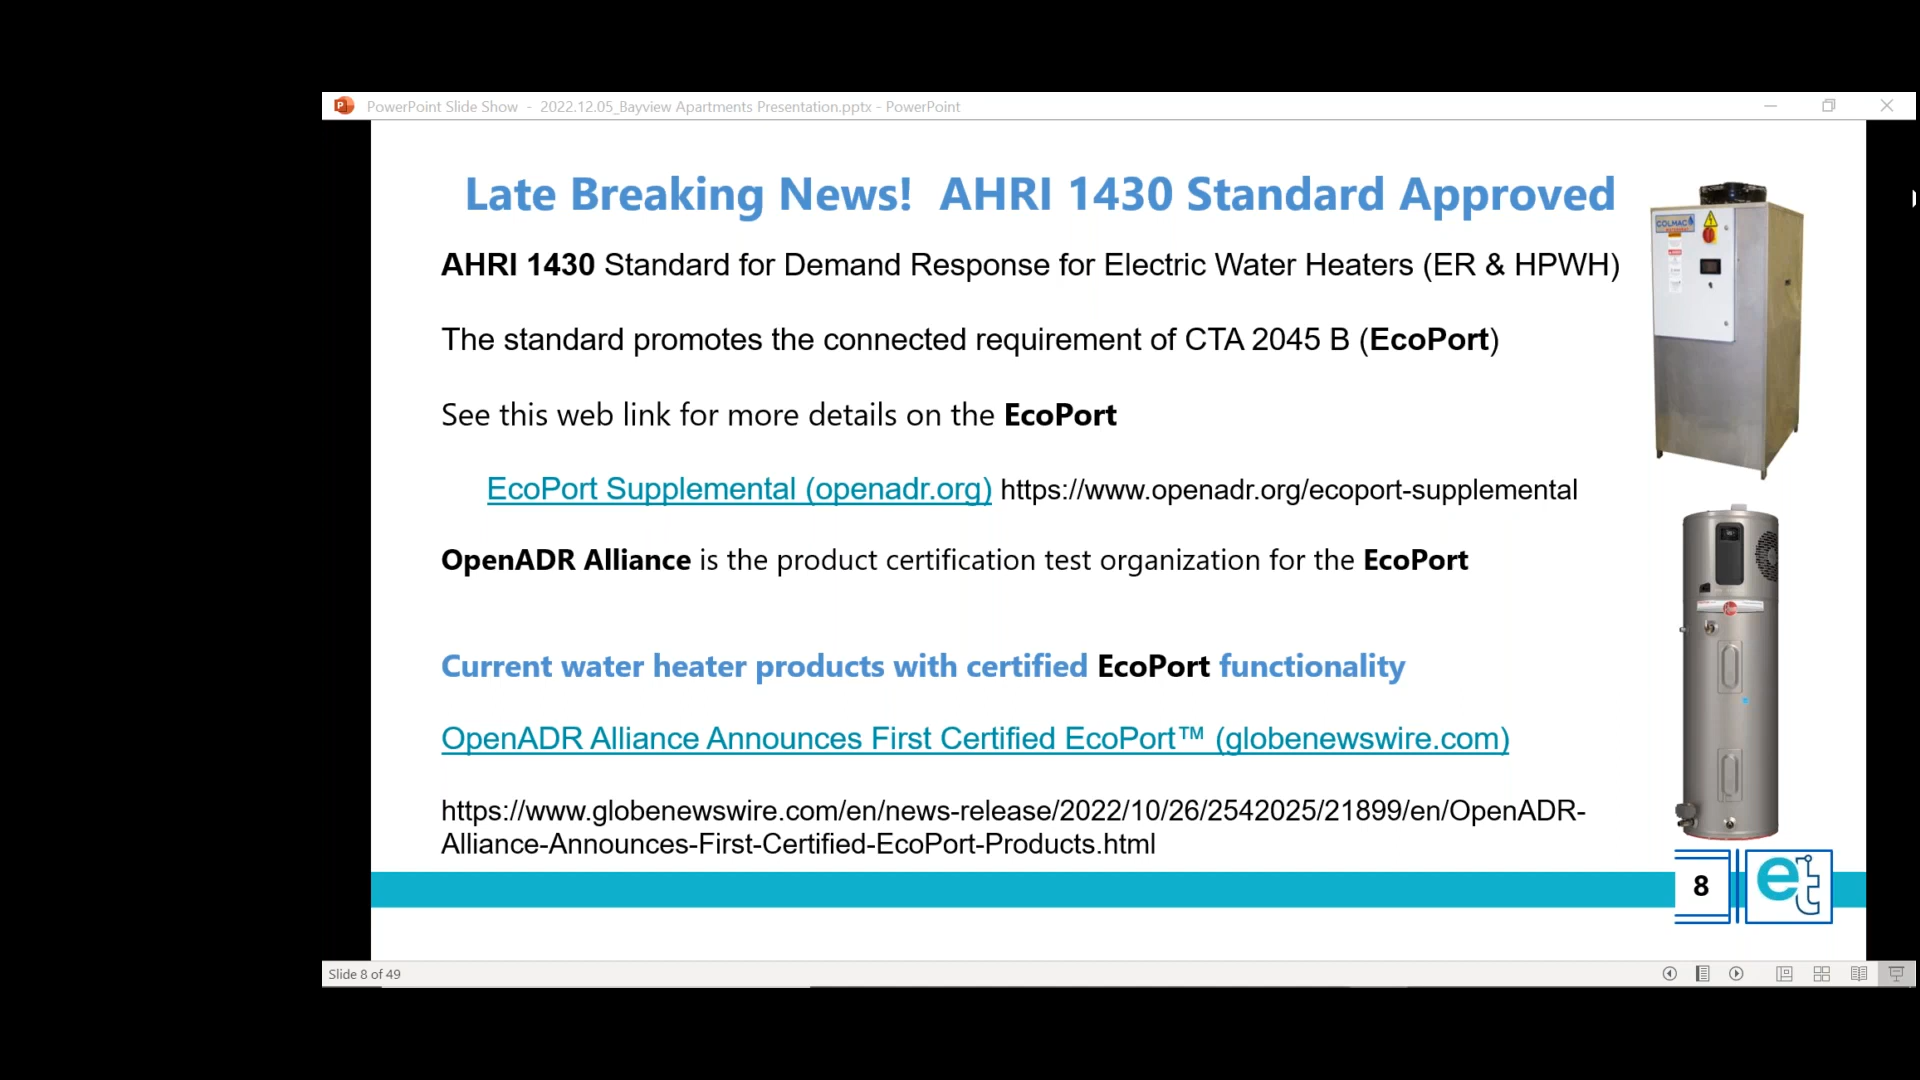 PowerPoint Slide Show - 2022.12.05_Bayview Apartments Presentation.pptx - PowerPoint
Late Breaking News! AHRI 1430 Standard Approved
AHRI 1430 Standard for Demand Response for Electric Water Heaters (ER & HPWH)
The standard promotes the connected requirement of CTA 2045 B (EcoPort)
See this web link for more details on the EcoPort
EcoPort Supplemental (openadr.org) https://www.openadr.org/ecoport-supplemental
OpenADR Alliance is the product certification test organization for the EcoPort
Current water heater products with certified EcoPort functionality
OpenADR Alliance Announces First Certified EcoPort™ (globenewswire.com)
https://www.globenewswire.com/en/news-release/2022/10/26/2542025/21899/en/OpenADR-
Alliance-Announces-First-Certified-EcoPort-Products.html
COLMAC
8
et
Slide 8 of 49